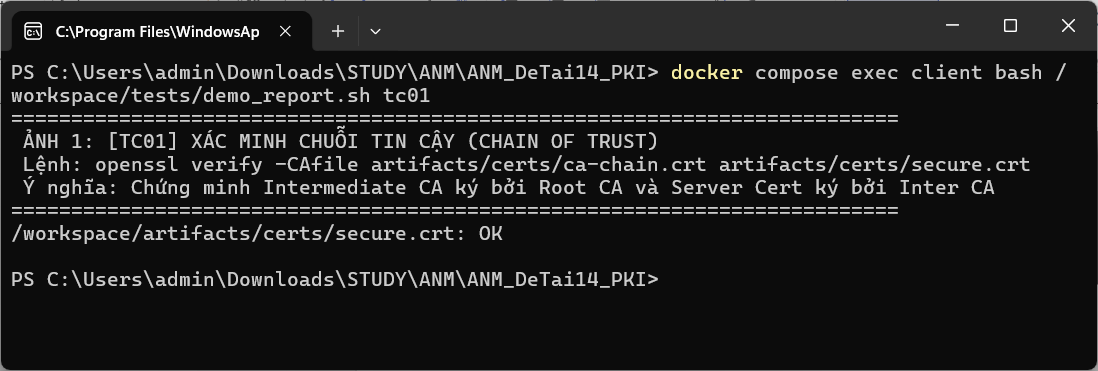 C:\Program Files\WindowsAp
PS C:\Users\admin\Downloads\STUDY\ANM\ANM_DeTai14_PKI> docker compose exec client bash /
workspace/tests/demo_report.sh tc01
==========================================================================
ẢNH 1: [TC01] XÁC MINH CHUỖI TIN CẬY (CHAIN OF TRUST)
Lệnh: openssl verify -CAfile artifacts/certs/ca-chain.crt artifacts/certs/secure.crt
Ý nghĩa: Chứng minh Intermediate CA ký bởi Root CA và Server Cert ký bởi Inter CA
==========================================================================
/workspace/artifacts/certs/secure.crt: OK
PS C:\Users\admin\Downloads\STUDY\ANM\ANM_DeTai14_PKI>